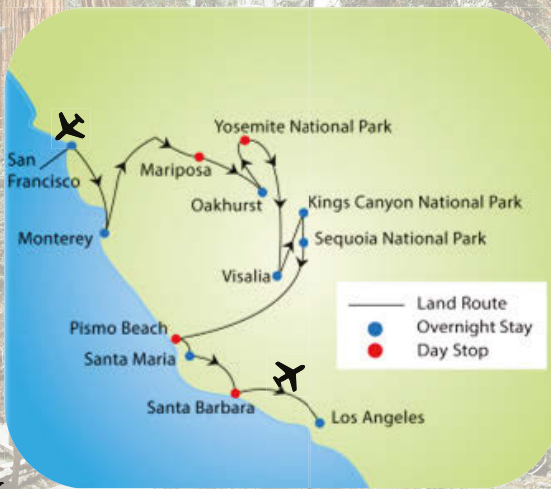 Yosemite National Park
San
Francisco
Mariposa
Oakhurst
Kings Canyon National Park
Monterey
Sequoia National Park
Visalia
Land Route
Overnight Stay
Day Stop
Pismo Beach
Santa Maria
Santa Barbara
Los Angeles